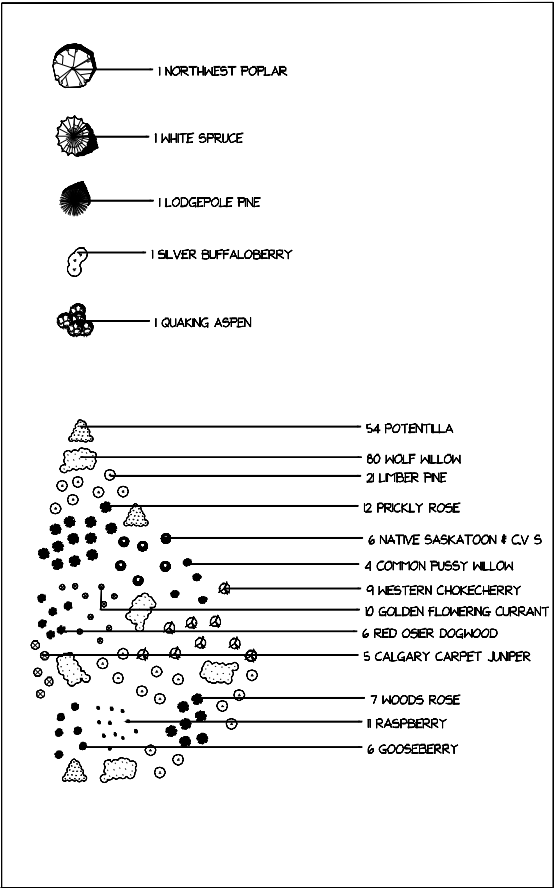 1 NORTHWEST POPLAR
1 WHITE SPRUCE
1 LODGEPOLE PINE
1 SILVER BUFFALOBERRY
1 QUAKING ASPEN
54 POTENTILLA
80 WOLF WILLOW
21 LIMBER PINE
12 PRICKLY ROSE
6 NATIVE SASKATOON & C.V S
4 COMMON PUSSY WILLOW
9 WESTERN CHOKECHERRY
10 GOLDEN FLOWERING CURRANT
6 RED OSIER DOGWOOD
5 CALGARY CARPET JUNIPER
7 WOODS ROSE
11 RASPBERRY
6 GOOSEBERRY